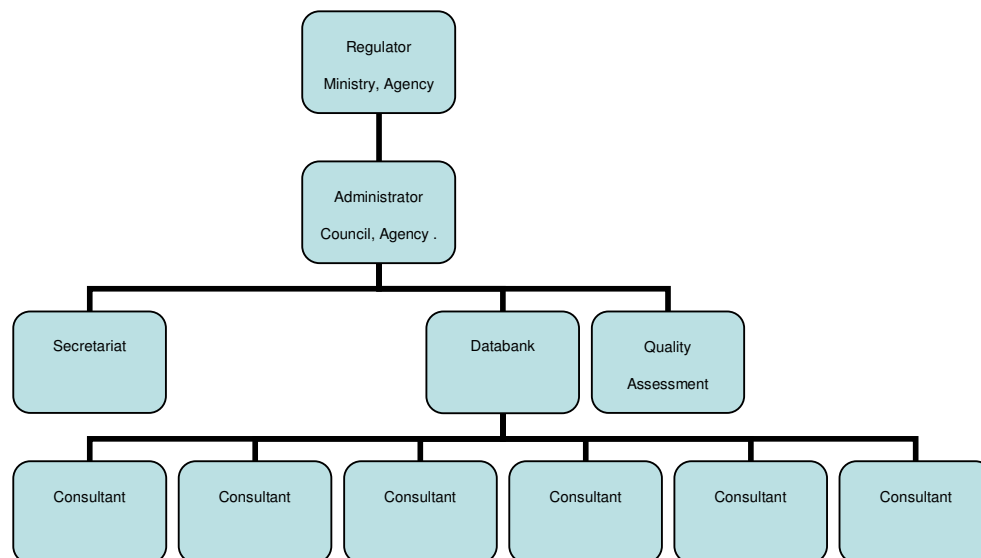 Regulator
Ministry, Agency
Administrator
Council, Agency .
Secretariat
Databank
Quality
Assessment
Consultant
Consultant
Consultant
Consultant
Consultant
Consultant